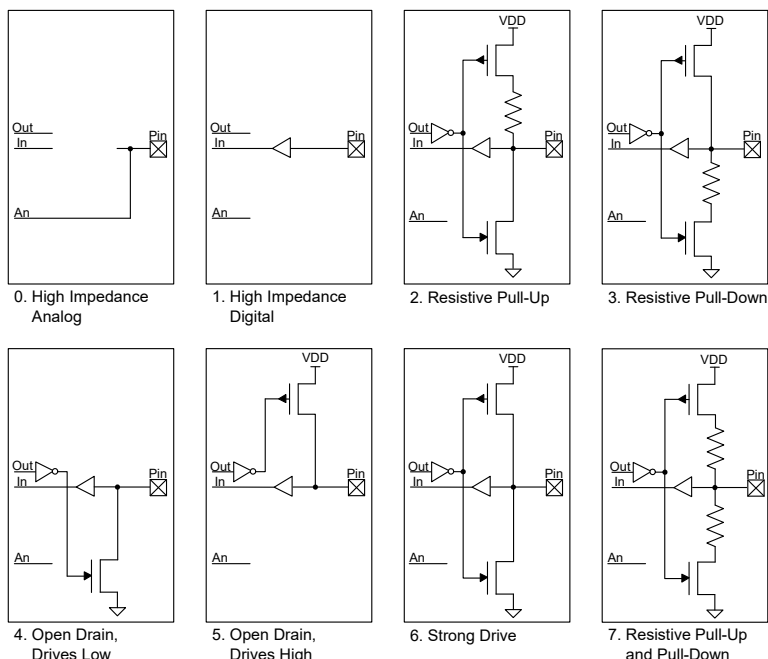 VDD
VDD
Out
In
Pin
An
Out
In
Pin
An
Out
In
Pin
An
Out
In
Pin
An
0. High Impedance
Analog
1. High Impedance
Digital
2. Resistive Pull-Up
3. Resistive Pull-Down
VDD
VDD
VDD
Out
In
Pin
An
Out
In
Pin
An
Out
In
Pin
An
Out
In
Pin
An
4. Open Drain,
Drives Low
5. Open Drain,
Drives High
6. Strong Drive
7. Resistive Pull-Up
and Pull-Down